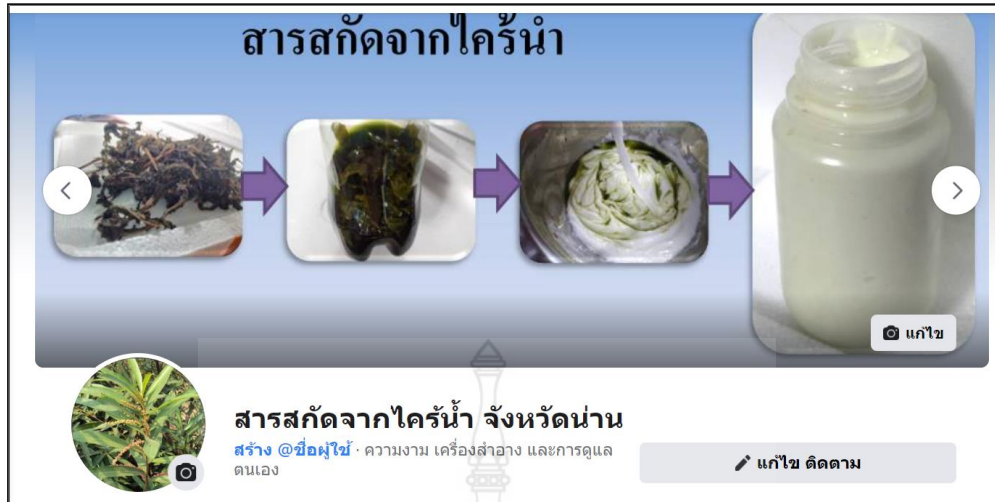 สารสกัดจากไคร้นำ
แก้ไข
สารสกัดจากไคร้น้ำ จังหวัดน่าน
สร้าง @ชื่อผู้ใช้ · ความงาม เครื่องสำอาง และการดูแล
ตนเอง
แก้ไข ติดตาม